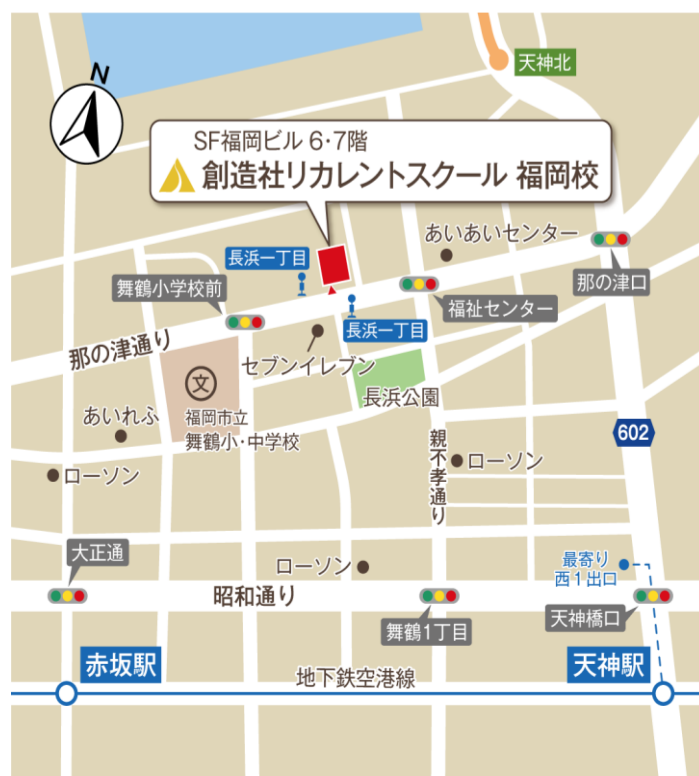 N
天神北
SF福岡ビル 6・7階
創造社リカレントスクール 福岡校
あいあいセンター
長浜一丁目
舞鶴小学校前
那の津口
福祉センター
長浜一丁目
那の津通り
セブンイレブン
長浜公園
文
福岡市立
舞鶴小・中学校
あいれふ
602
親不孝通り
ローソン
ローソン
大正通
ローソン
最寄り
西1出口
昭和通り
舞鶴1丁目
天神橋口
赤坂駅
地下鉄空港線
天神駅